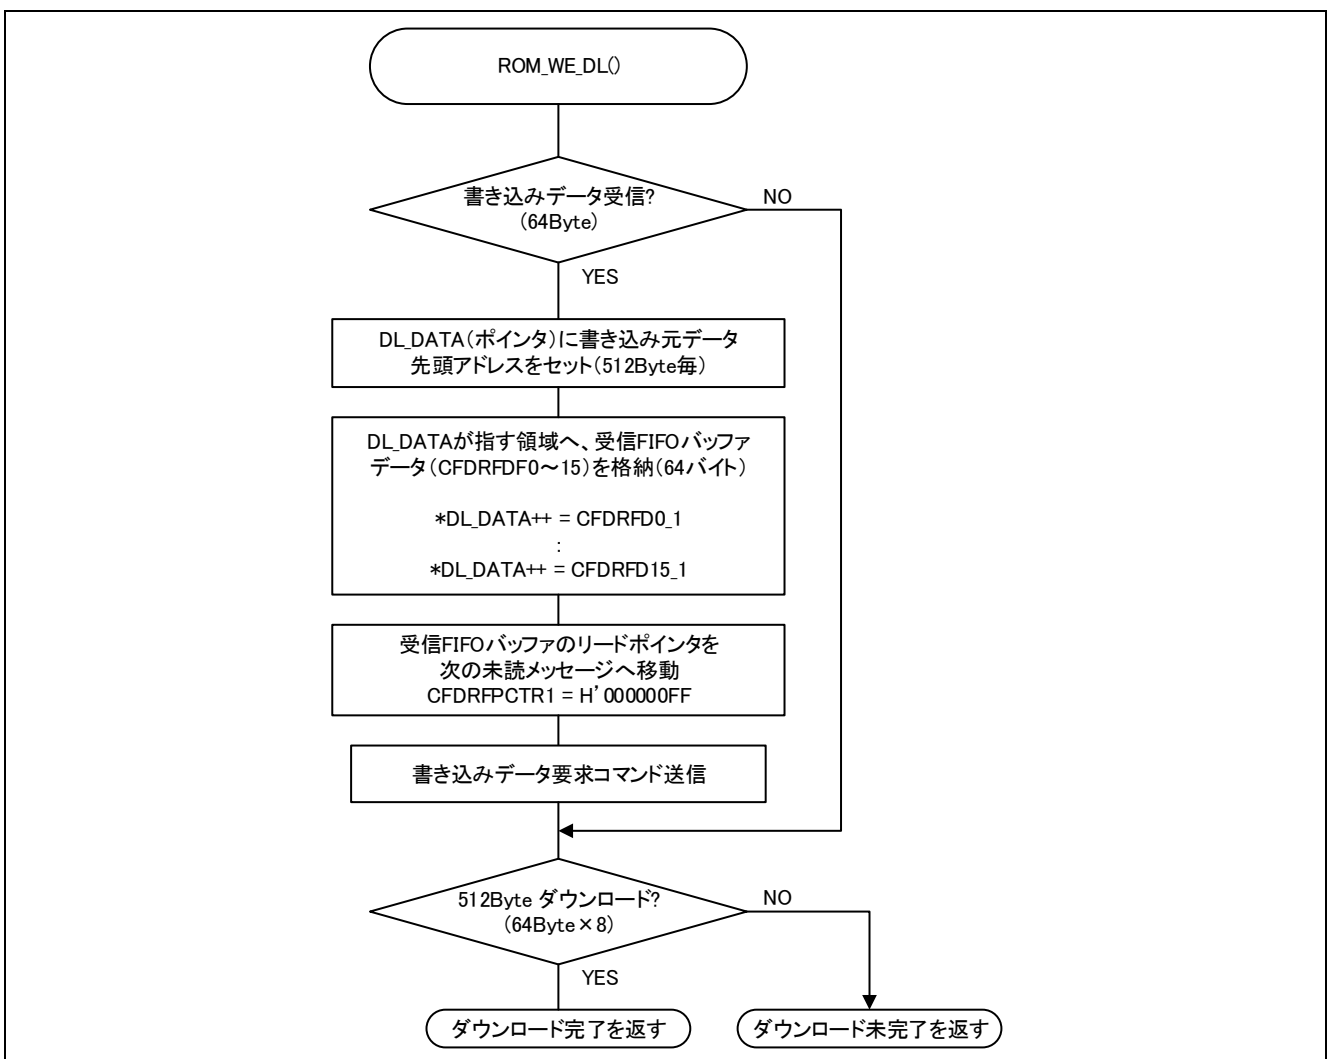 ROM_WE_DL()
書き込みデータ受信?
(64Byte)
NO
YES
DL_DATA(ポインタ)に書き込み元データ
先頭アドレスをセット(512Byte毎)
DL_DATAが指す領域へ、受信FIFOバッファ
データ(CFDRFDF0~15)を格納(64バイト)
*DL_DATA++ = CFDRFD0_1
:
*DL_DATA++ = CFDRFD15_1
受信FIFOバッファのリードポインタを
次の未読メッセージへ移動
CFDRFPCTR1 = H'000000FF
書き込みデータ要求コマンド送信
512Byte ダウンロード?
(64Byte×8)
NO
YES
ダウンロード完了を返す
ダウンロード未完了を返す